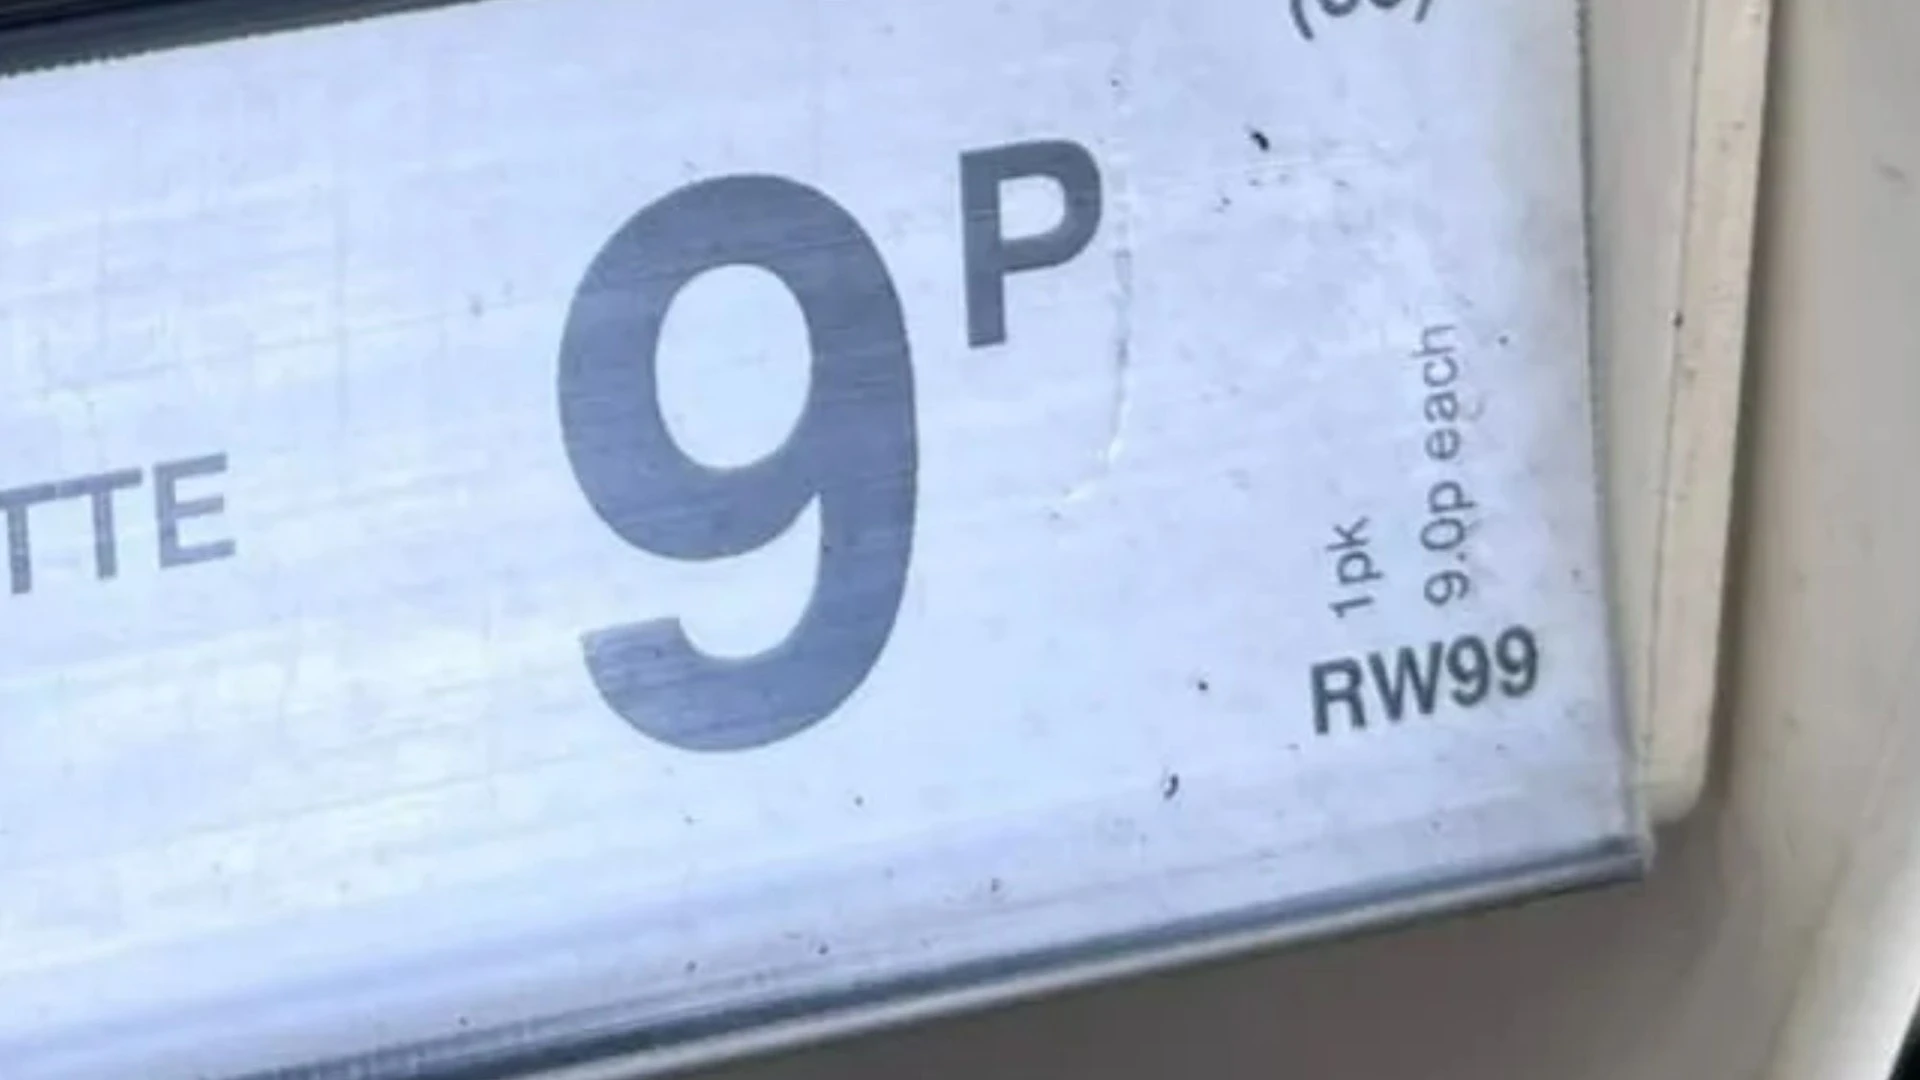 TTE
9P
1pk
9.0p each
RW99